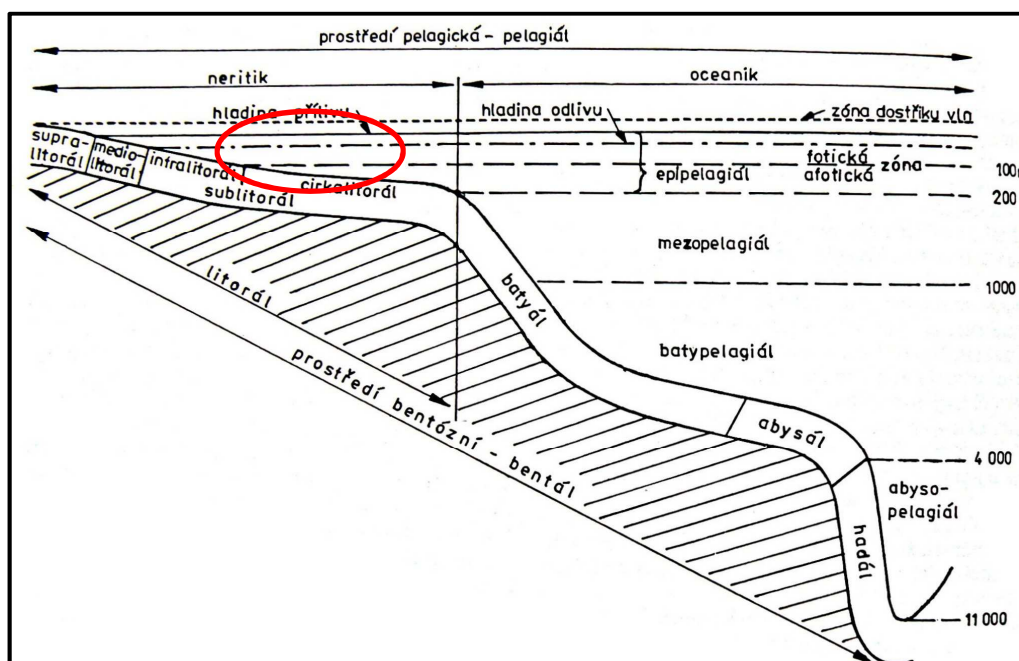 prostředí pelagická - pelagiál
neritik
oceanik
hladina přílivu
hladina odlivu
zóna dostřiku vln
supra-
litorál
medio-
litorál
infralitorál
cirkalitorál
sublitorál
epipelagiál
fotická
afotická
zóna
100m
200
mezopelagiál
1000
litorál
batyál
batypelagiál
prostředí bentózní - bentál
abysál
4 000
abyso-
pelagiál
hadál
11 000